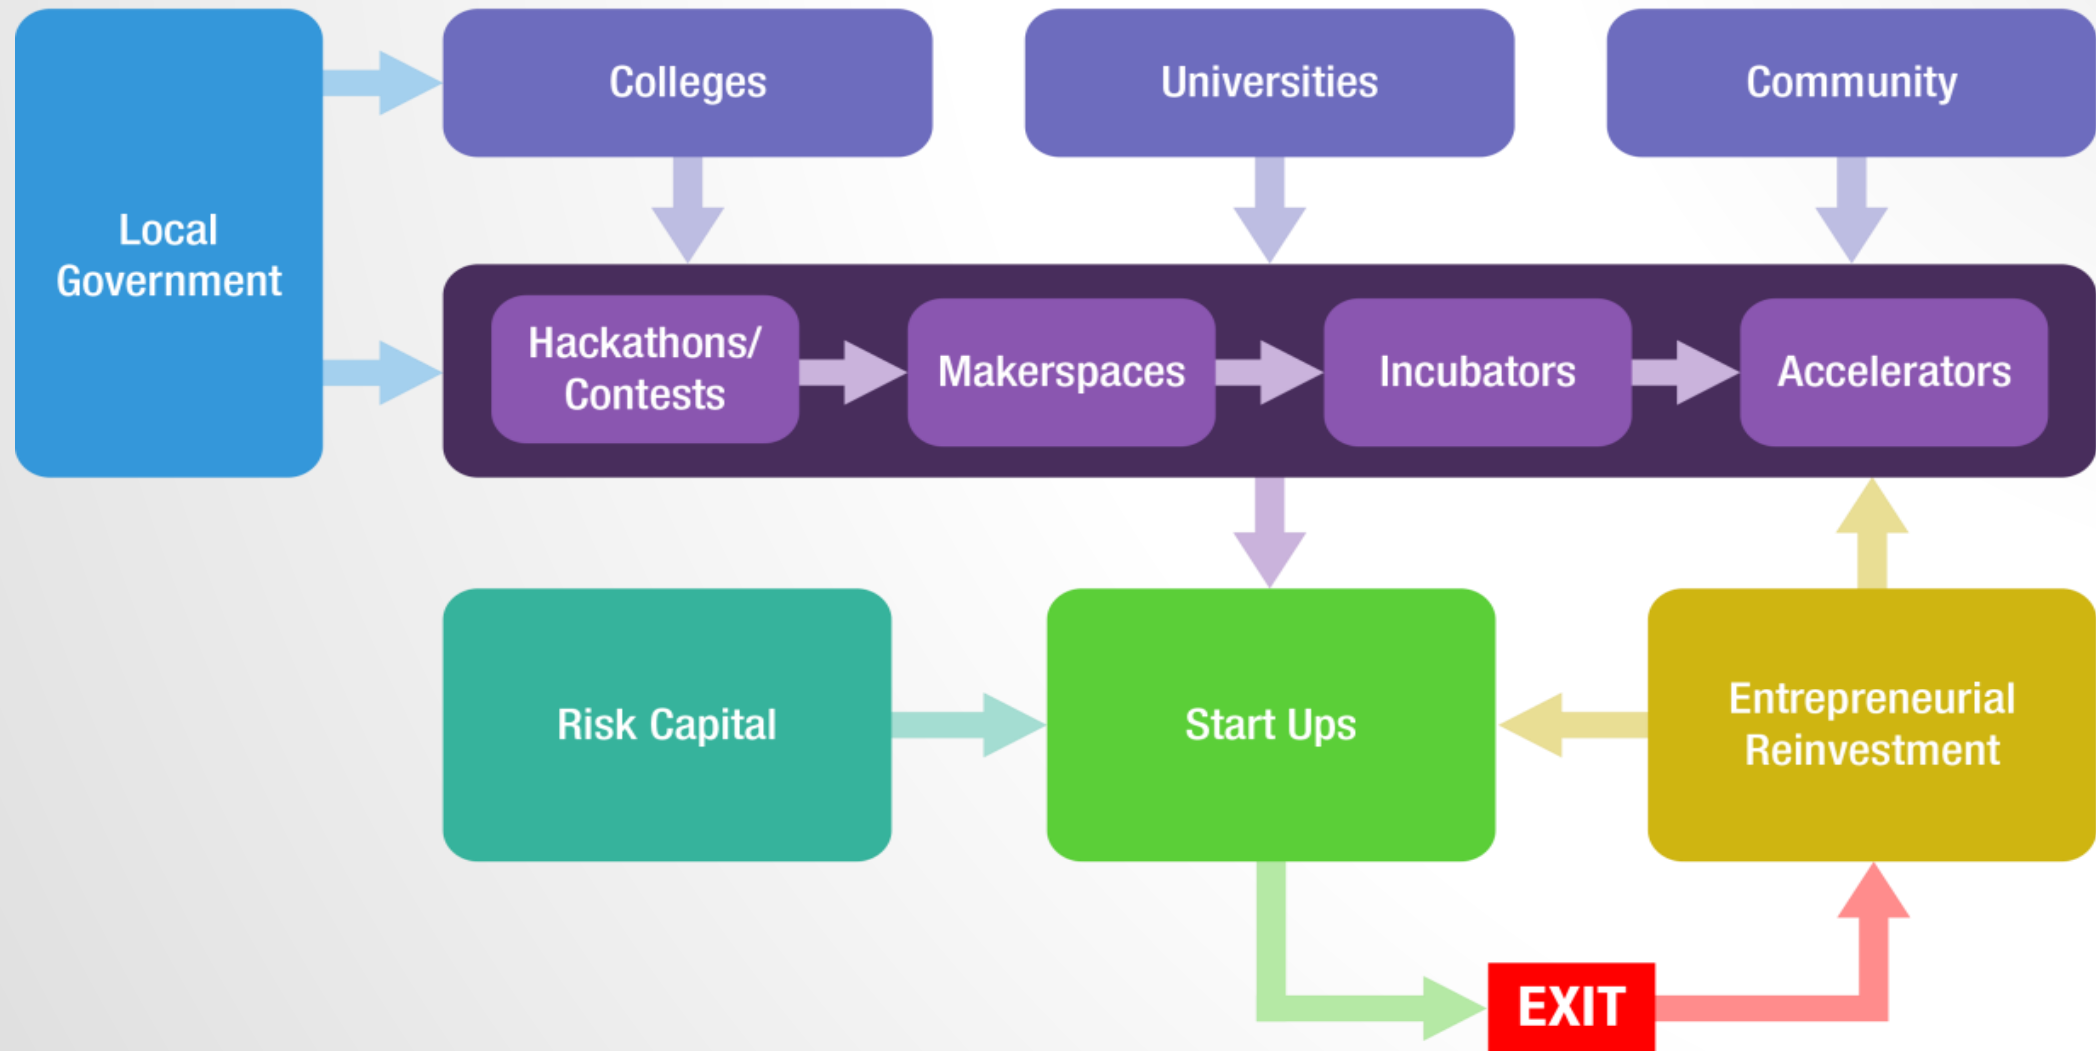 Colleges
Universities
Community
Local
Government
Hackathons/
Contests
Makerspaces
Incubators
Accelerators
Risk Capital
Start Ups
Entrepreneurial
Reinvestment
EXIT